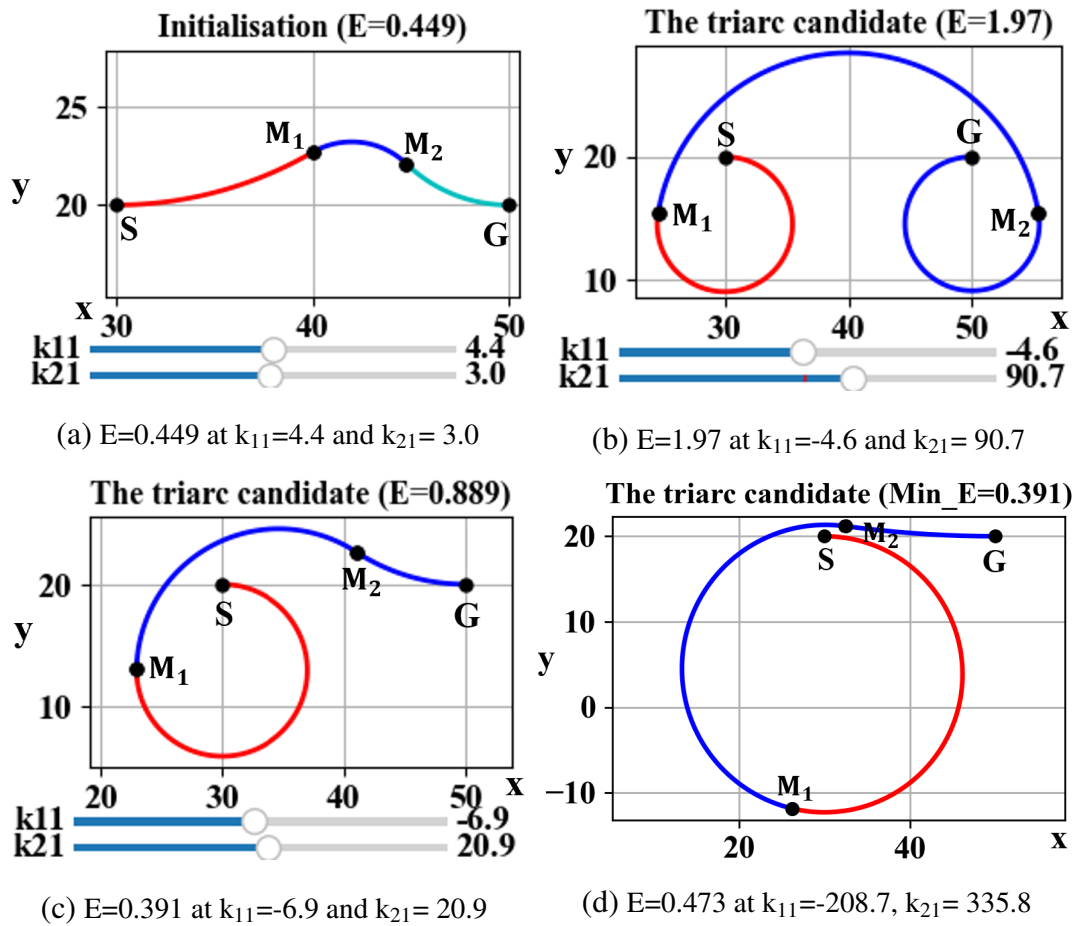 Initialisation (E=0.449)
25
20
y
M₁
M₂
S
G
x
30
40
50
k11
4.4
k21
3.0
(a) E=0.449 at k₁₁=4.4 and k₂₁= 3.0
The triarc candidate (E=1.97)
y
20
10
S
G
M₁
M₂
30
40
50
x
k11
-4.6
k21
90.7
(b) E=1.97 at k₁₁=-4.6 and k₂₁= 90.7
The triarc candidate (E=0.889)
20
10
y
M₂
S
G
M₁
20
30
40
50
x
k11
-6.9
k21
20.9
(c) E=0.391 at k₁₁=-6.9 and k₂₁= 20.9
The triarc candidate (Min_E=0.391)
20
10
0
−10
y
M₂
S
G
M₁
20
40
x
(d) E=0.473 at k₁₁=-208.7, k₂₁= 335.8